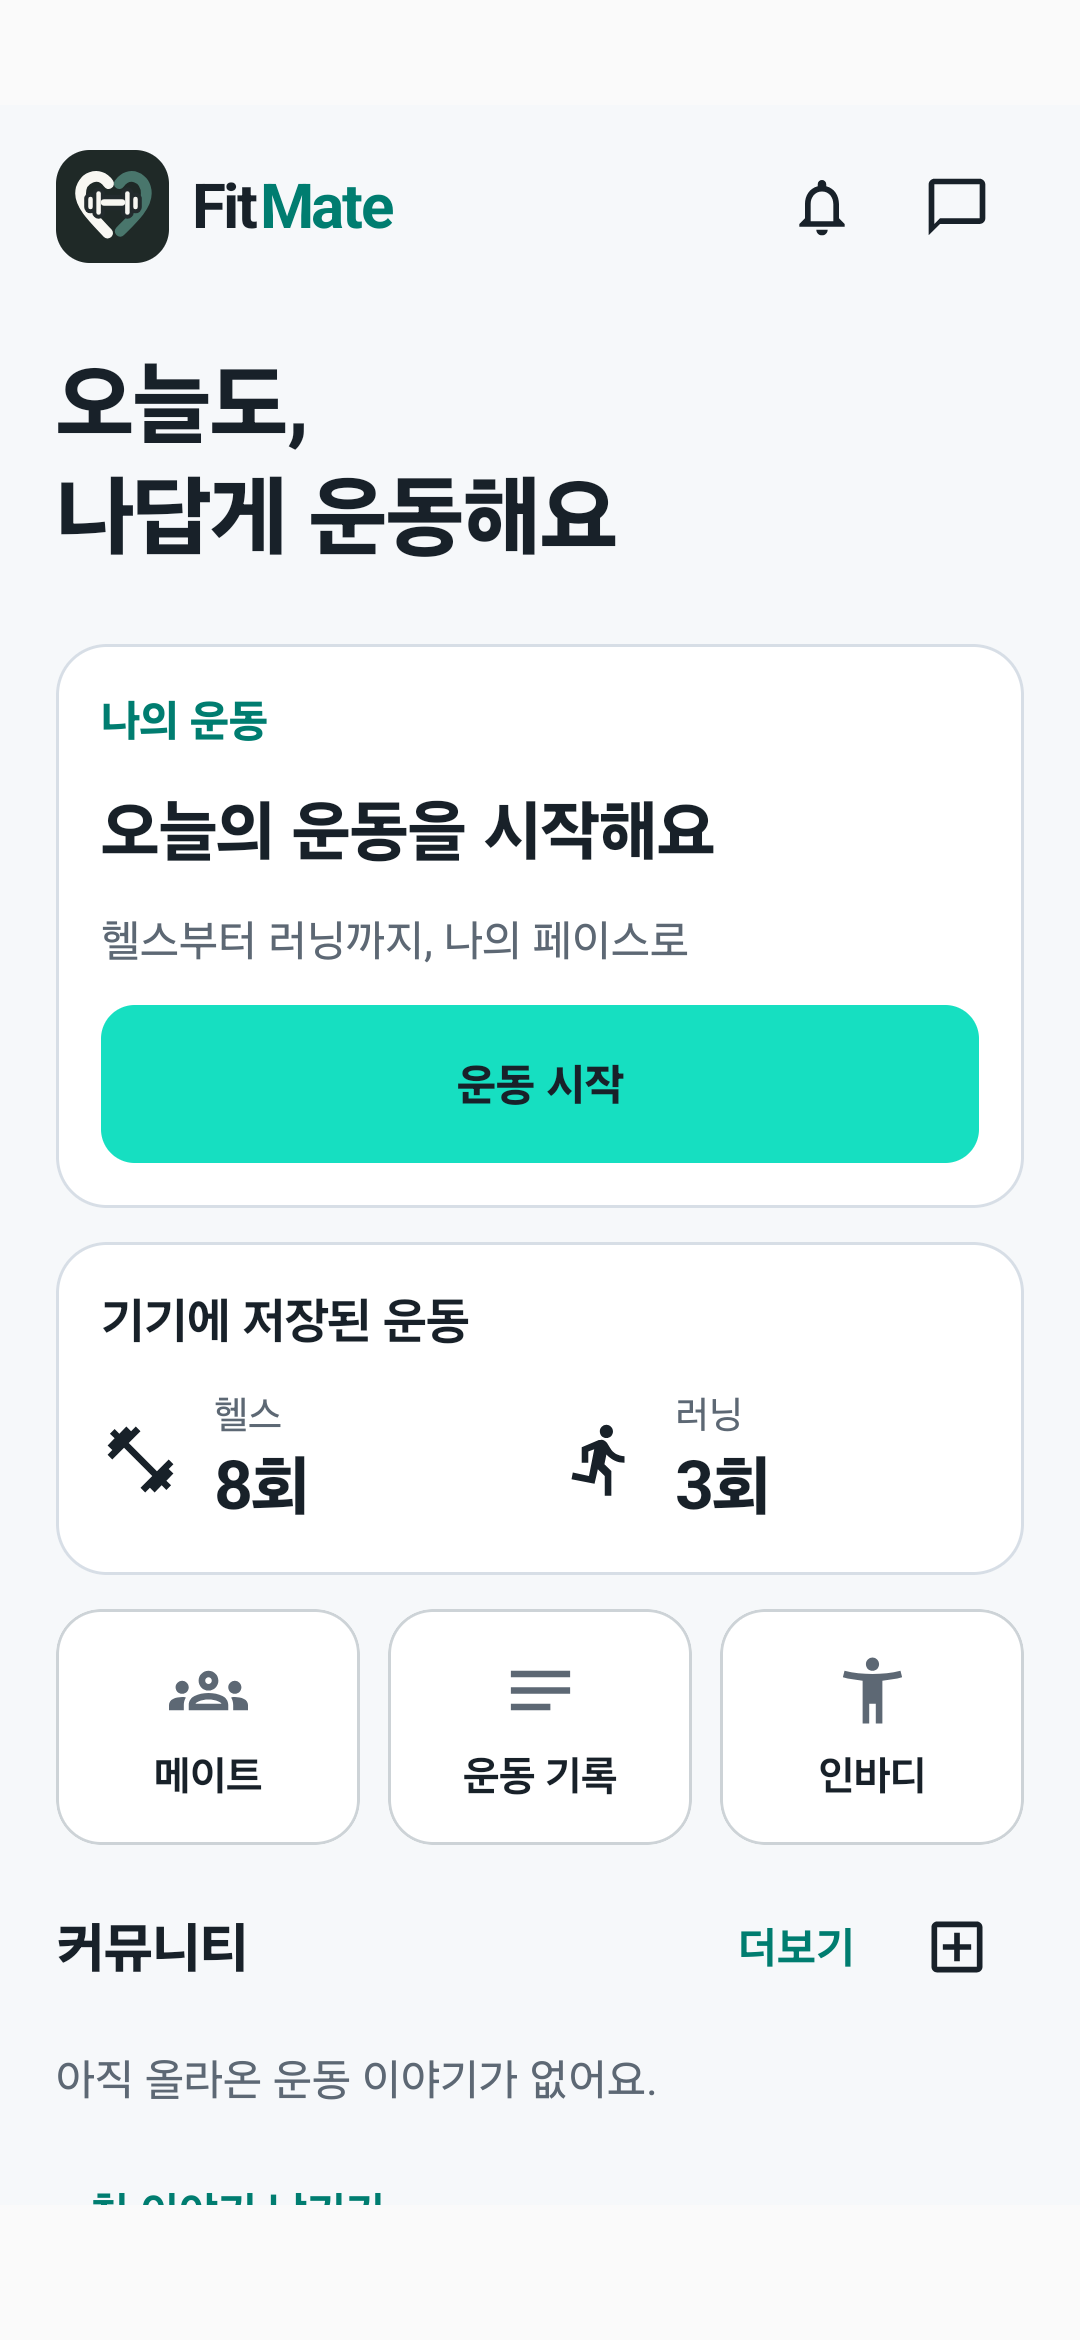 FitMate
오늘도,
나답게 운동해요
나의 운동
오늘의 운동을 시작해요
헬스부터 러닝까지, 나의 페이스로
운동 시작
기기에 저장된 운동
헬스
8회
러닝
3회
메이트
운동 기록
인바디
커뮤니티
더보기
아직 올라온 운동 이야기가 없어요.